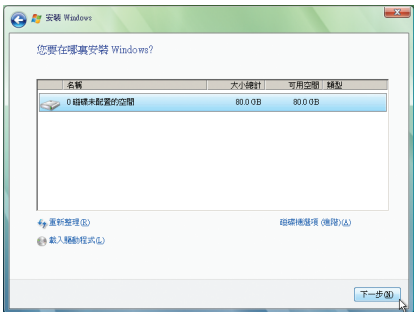 安裝 Windows
您要在哪裏安裝 Windows?
名稱 大小總計 可用空間 類型
0 磁碟未配置的空間 80.0 GB 80.0 GB
重新整理(R) 磁碟機選項 (進階)(A)
載入驅動程式(L)
下一步(N)